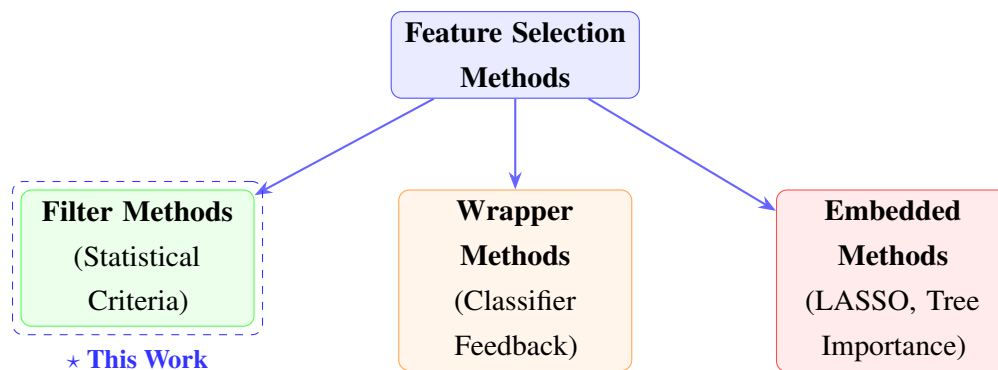 Feature Selection
Methods
Filter Methods
(Statistical
Criteria)
⋆ This Work
Wrapper
Methods
(Classifier
Feedback)
Embedded
Methods
(LASSO, Tree
Importance)